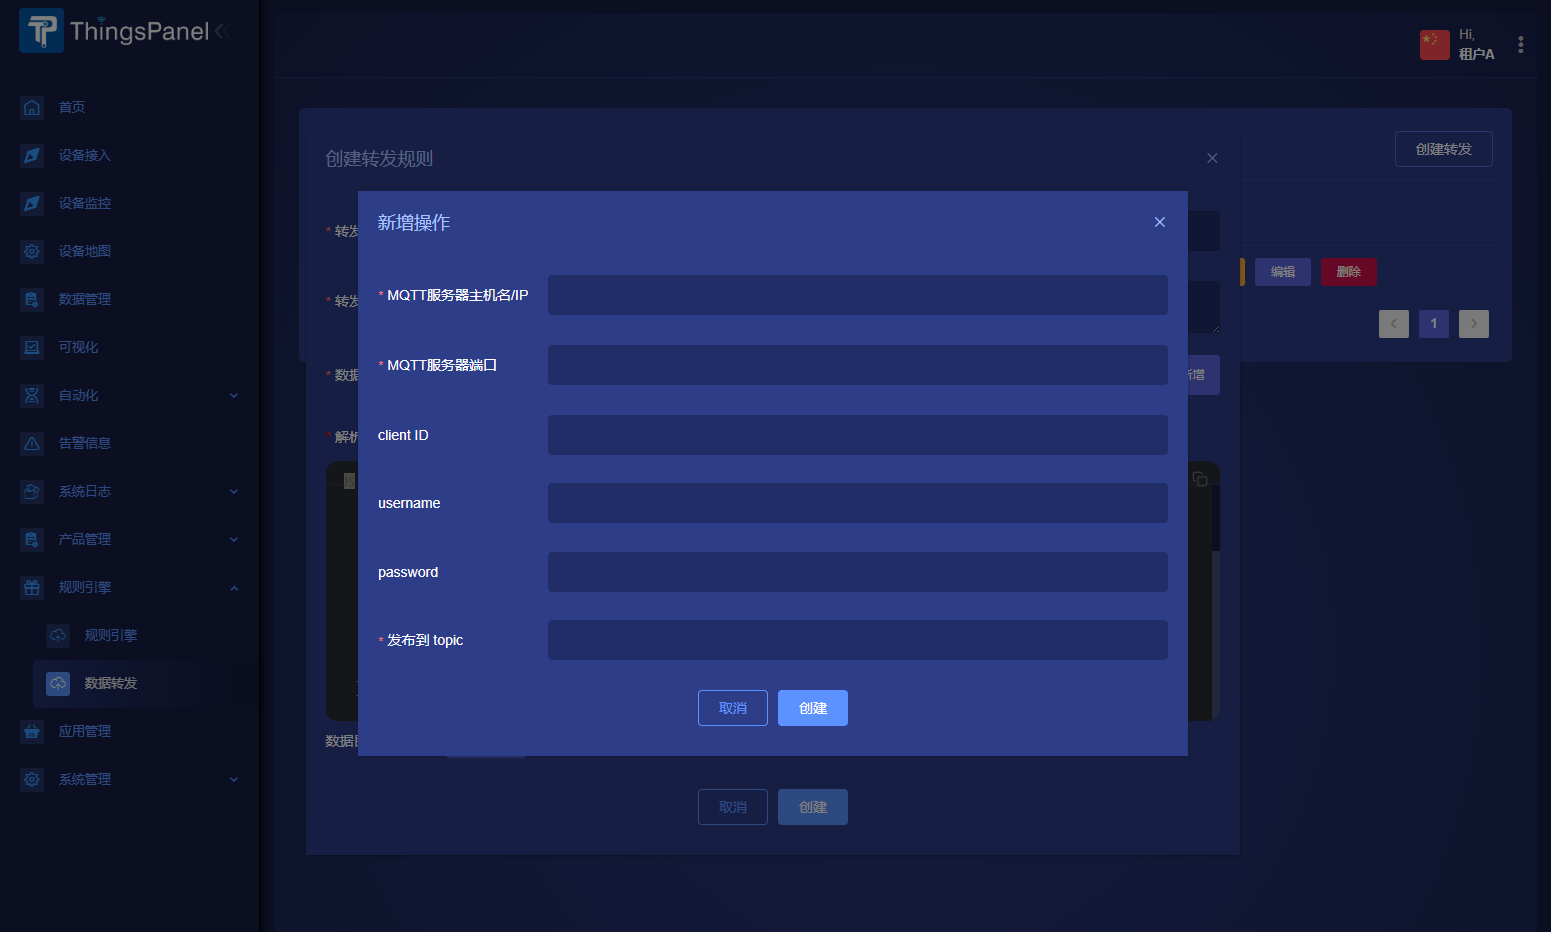 ThingsPanel
Hi,
租户A
首页
设备接入
设备监控
设备地图
数据管理
可视化
自动化
告警信息
系统日志
产品管理
规则引擎
规则引擎
数据转发
应用管理
系统管理
创建转发
创建转发规则
* 转发
* 转发
* 数据
* 解析
编辑
删除
1
新增操作
* MQTT服务器主机名/IP
* MQTT服务器端口
client ID
username
password
* 发布到 topic
取消
创建
取消
创建